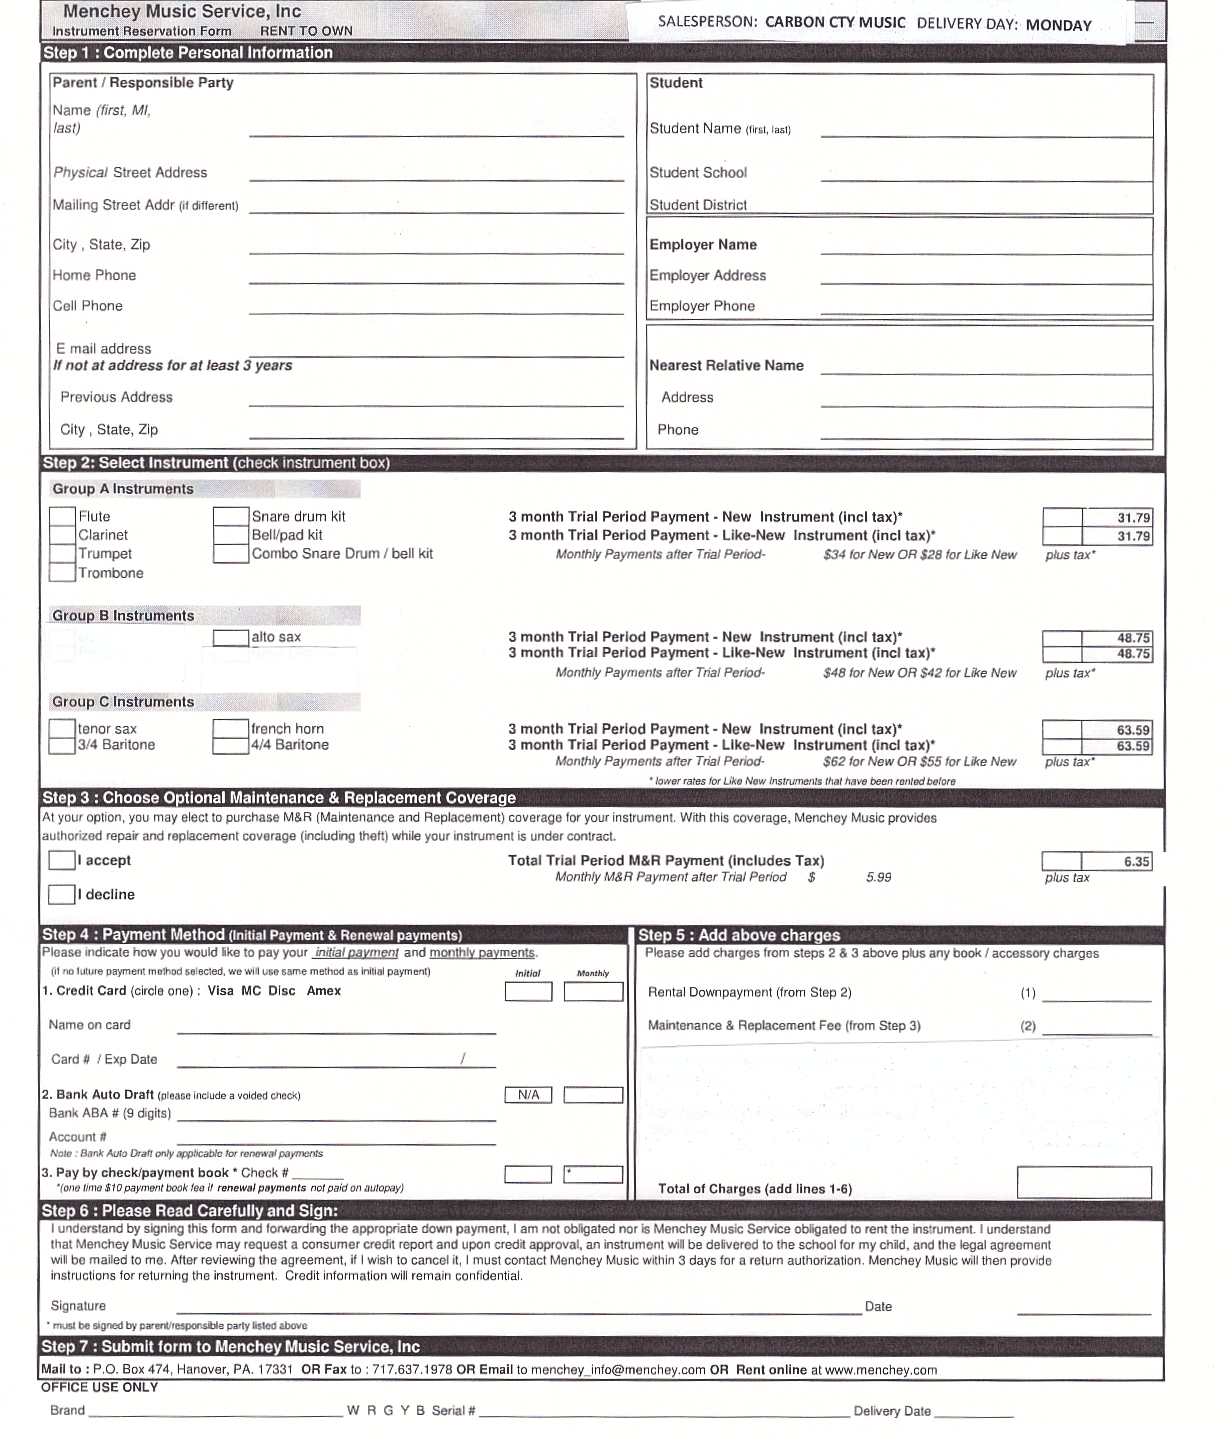 Menchey Music Service, Inc
Instrument Reservation Form RENT TO OWN
SALESPERSON: CARBON CTY MUSIC DELIVERY DAY: MONDAY
Step 1 : Complete Personal Information
Parent / Responsible Party
Name (first, MI,
last)
Physical Street Address
Mailing Street Addr (if different)
City , State, Zip
Home Phone
Cell Phone
E mail address
If not at address for at least 3 years
Previous Address
City , State, Zip
Student
Student Name (first, last)
Student School
Student District
Employer Name
Employer Address
Employer Phone
Nearest Relative Name
Address
Phone
Step 2: Select Instrument (check instrument box)
Group A Instruments
Flute Snare drum kit 3 month Trial Period Payment - New Instrument (incl tax)* 31.79
Clarinet Bell/pad kit 3 month Trial Period Payment - Like-New Instrument (incl tax)* 31.79
Trumpet Combo Snare Drum / bell kit Monthly Payments after Trial Period- $34 for New OR $28 for Like New plus tax*
Trombone
Group B Instruments
alto sax 3 month Trial Period Payment - New Instrument (incl tax)* 48.75
3 month Trial Period Payment - Like-New Instrument (incl tax)* 48.75
Monthly Payments after Trial Period- $48 for New OR $42 for Like New plus tax*
Group C Instruments
tenor sax french horn 3 month Trial Period Payment - New Instrument (incl tax)* 63.59
3/4 Baritone 4/4 Baritone 3 month Trial Period Payment - Like-New Instrument (incl tax)* 63.59
Monthly Payments after Trial Period- $62 for New OR $55 for Like New plus tax*
* lower rates for Like New Instruments that have been rented before
Step 3 : Choose Optional Maintenance & Replacement Coverage
At your option, you may elect to purchase M&R (Maintenance and Replacement) coverage for your instrument. With this coverage, Menchey Music provides
authorized repair and replacement coverage (including theft) while your instrument is under contract.
I accept Total Trial Period M&R Payment (includes Tax) 6.35
Monthly M&R Payment after Trial Period $ 5.99 plus tax
I decline
Step 4 : Payment Method (Initial Payment & Renewal payments)
Please indicate how you would like to pay your initial payment and monthly payments.
(if no future payment method selected, we will use same method as initial payment) Initial Monthly
1. Credit Card (circle one) : Visa MC Disc Amex
Name on card
Card # / Exp Date /
2. Bank Auto Draft (please include a voided check) N/A
Bank ABA # (9 digits)
Account #
Note : Bank Auto Draft only applicable for renewal payments
3. Pay by check/payment book * Check # *
*(one time $10 payment book fee if renewal payments not paid on autopay)
Step 5 : Add above charges
Please add charges from steps 2 & 3 above plus any book / accessory charges
Rental Downpayment (from Step 2) (1)
Maintenance & Replacement Fee (from Step 3) (2)
Total of Charges (add lines 1-6)
Step 6 : Please Read Carefully and Sign:
I understand by signing this form and forwarding the appropriate down payment, I am not obligated nor is Menchey Music Service obligated to rent the instrument. I understand
that Menchey Music Service may request a consumer credit report and upon credit approval, an instrument will be delivered to the school for my child, and the legal agreement
will be mailed to me. After reviewing the agreement, if I wish to cancel it, I must contact Menchey Music within 3 days for a return authorization. Menchey Music will then provide
instructions for returning the instrument. Credit information will remain confidential.
Signature Date
* must be signed by parent/responsible party listed above
Step 7 : Submit form to Menchey Music Service, Inc
Mail to : P.O. Box 474, Hanover, PA. 17331 OR Fax to : 717.637.1978 OR Email to menchey_info@menchey.com OR Rent online at www.menchey.com
OFFICE USE ONLY
Brand W R G Y B Serial # Delivery Date